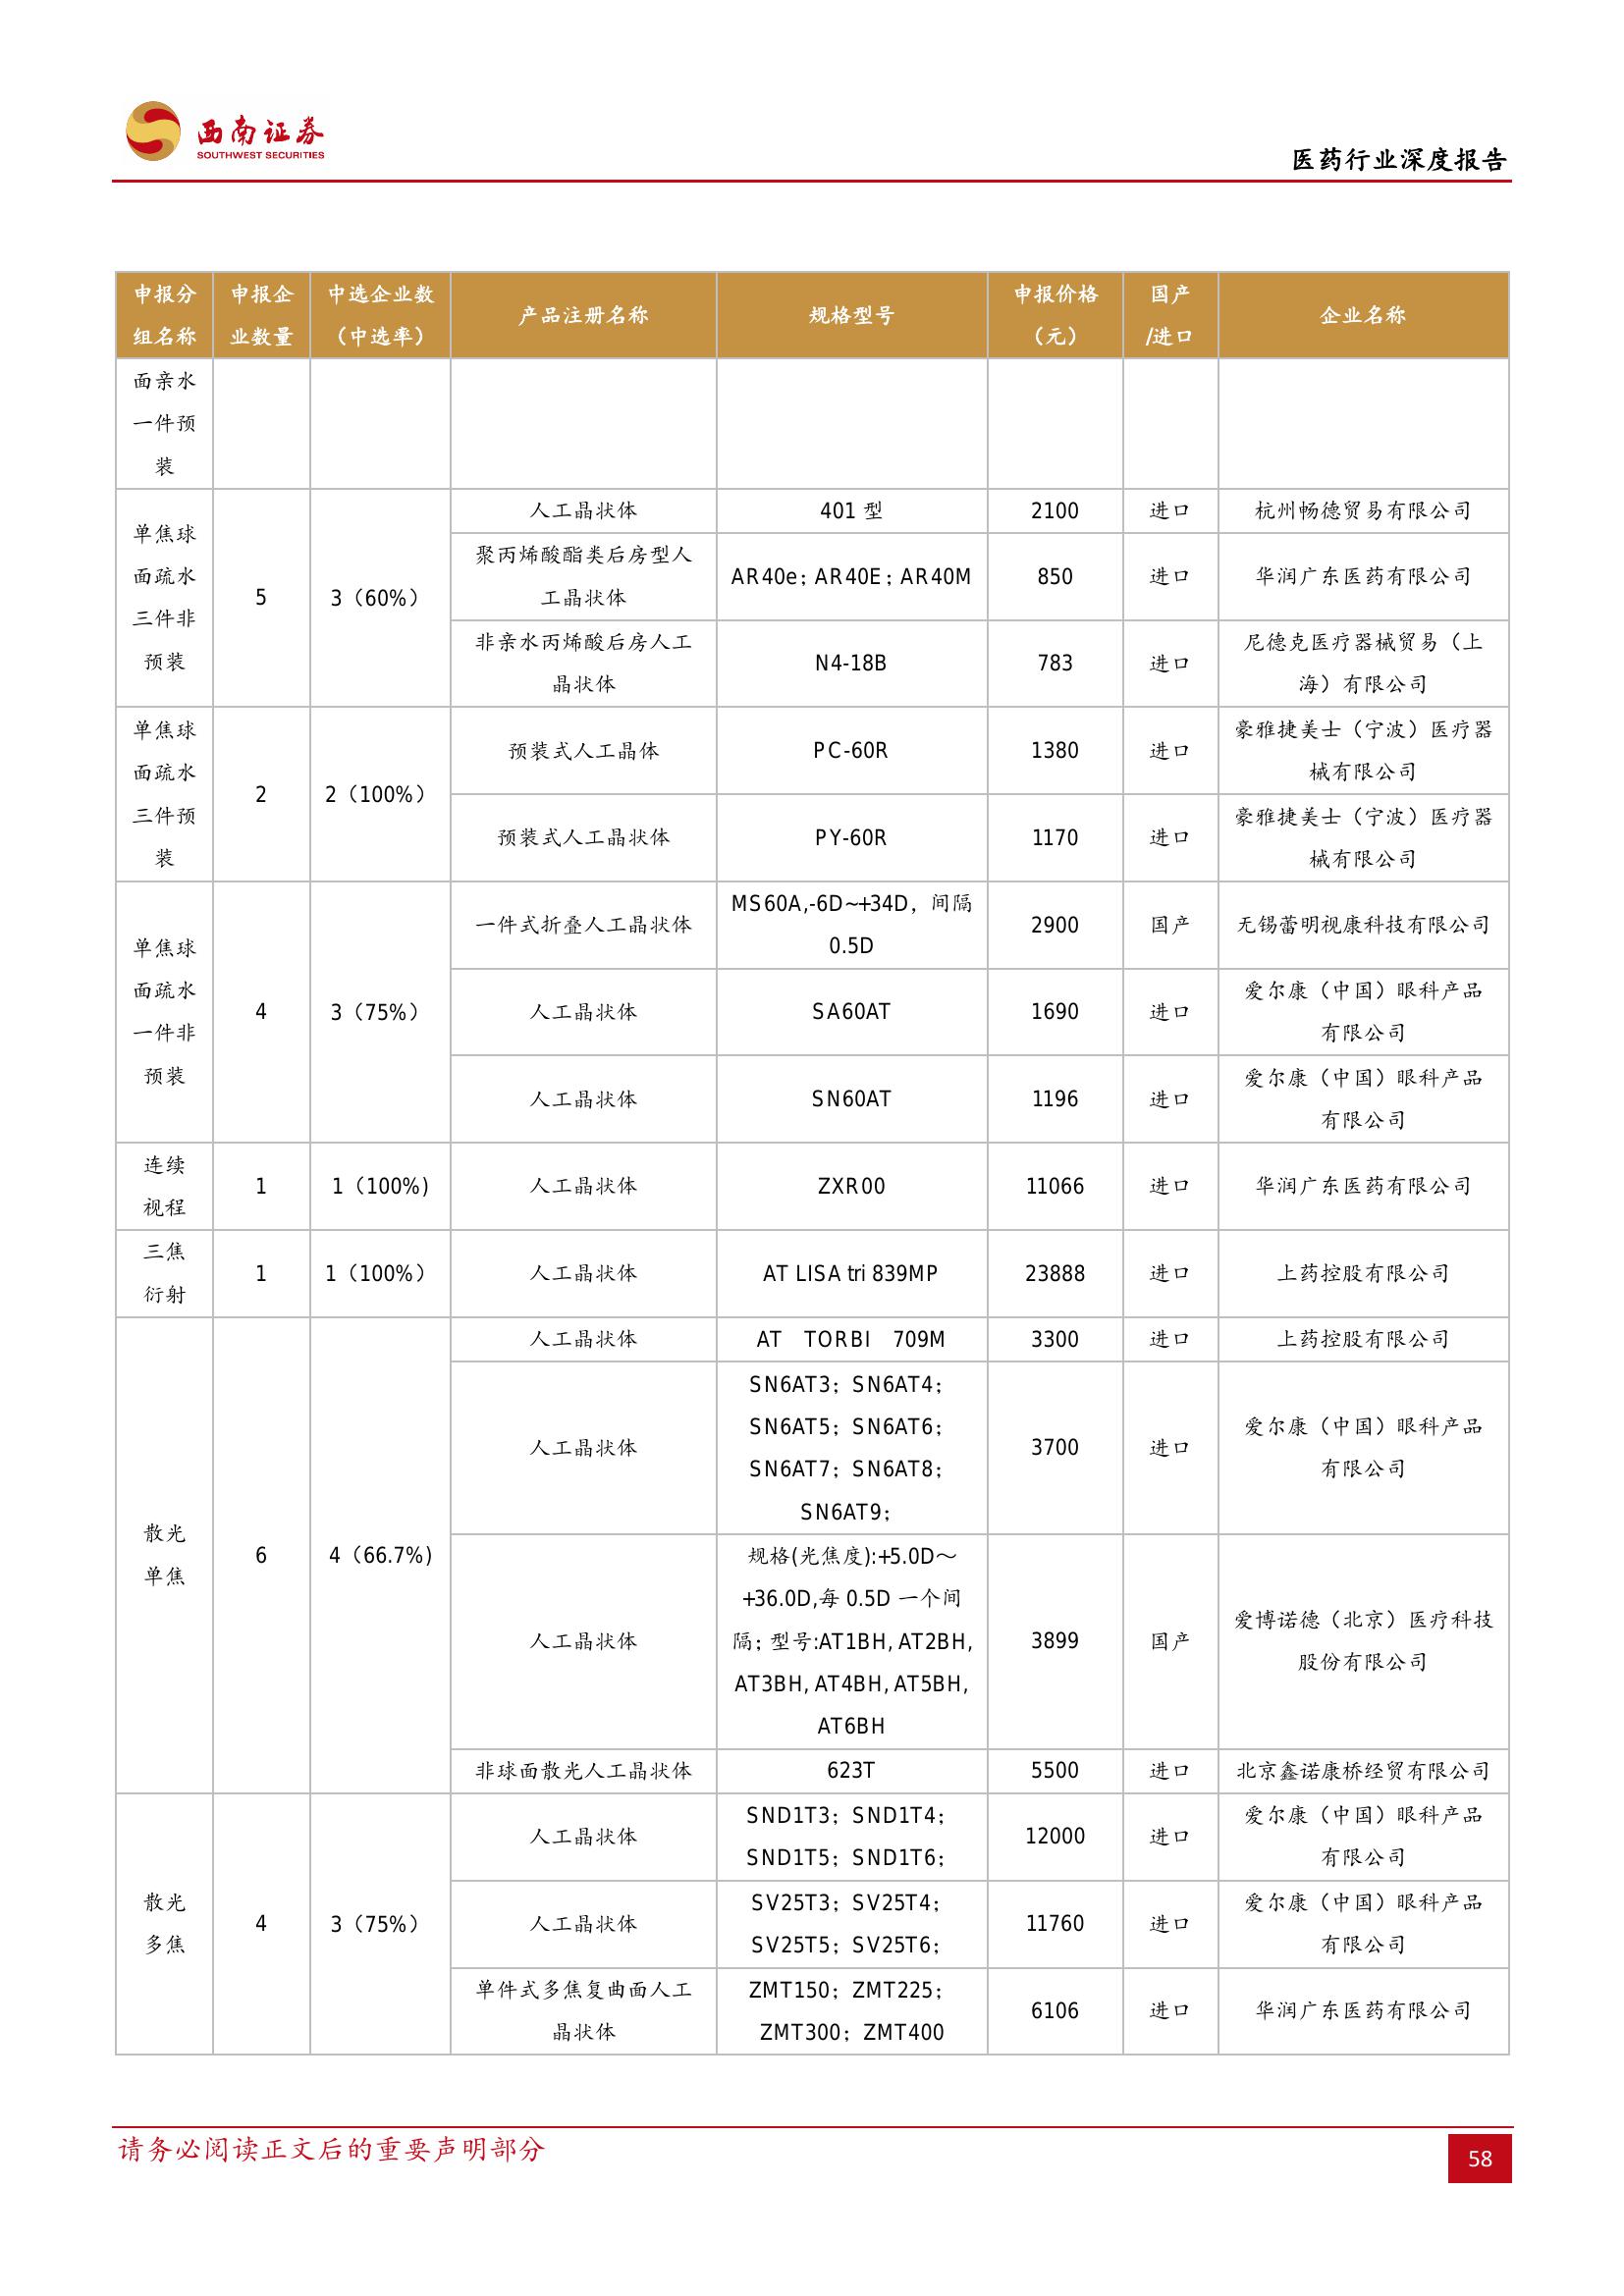 西南证券
SOUTHWEST SECURITIES
医药行业深度报告
申报分组名称 申报企业数量 中选企业数（中选率） 产品注册名称 规格型号 申报价格（元） 国产/进口 企业名称
面亲水一件预装
单焦球面疏水三件非预装 5 3（60%） 人工晶状体 401 型 2100 进口 杭州畅德贸易有限公司
聚丙烯酸酯类后房型人工晶状体 AR40e；AR40E；AR40M 850 进口 华润广东医药有限公司
非亲水丙烯酸后房人工晶状体 N4-18B 783 进口 尼德克医疗器械贸易（上海）有限公司
单焦球面疏水三件预装 2 2（100%） 预装式人工晶体 PC-60R 1380 进口 豪雅捷美士（宁波）医疗器械有限公司
预装式人工晶状体 PY-60R 1170 进口 豪雅捷美士（宁波）医疗器械有限公司
单焦球面疏水一件非预装 4 3（75%） 一件式折叠人工晶状体 MS60A,-6D~+34D，间隔0.5D 2900 国产 无锡蕾明视康科技有限公司
人工晶状体 SA60AT 1690 进口 爱尔康（中国）眼科产品有限公司
人工晶状体 SN60AT 1196 进口 爱尔康（中国）眼科产品有限公司
连续视程 1 1（100%) 人工晶状体 ZXR00 11066 进口 华润广东医药有限公司
三焦衍射 1 1（100%） 人工晶状体 AT LISA tri 839MP 23888 进口 上药控股有限公司
散光单焦 6 4（66.7%) 人工晶状体 AT TORBI 709M 3300 进口 上药控股有限公司
人工晶状体 SN6AT3；SN6AT4；SN6AT5；SN6AT6；SN6AT7；SN6AT8；SN6AT9； 3700 进口 爱尔康（中国）眼科产品有限公司
人工晶状体 规格(光焦度):+5.0D～+36.0D,每 0.5D 一个间隔；型号:AT1BH, AT2BH, AT3BH, AT4BH, AT5BH, AT6BH 3899 国产 爱博诺德（北京）医疗科技股份有限公司
非球面散光人工晶状体 623T 5500 进口 北京鑫诺康桥经贸有限公司
散光多焦 4 3（75%） 人工晶状体 SND1T3；SND1T4；SND1T5；SND1T6； 12000 进口 爱尔康（中国）眼科产品有限公司
人工晶状体 SV25T3；SV25T4；SV25T5；SV25T6； 11760 进口 爱尔康（中国）眼科产品有限公司
单件式多焦复曲面人工晶状体 ZMT150；ZMT225；ZMT300；ZMT400 6106 进口 华润广东医药有限公司
请务必阅读正文后的重要声明部分
58